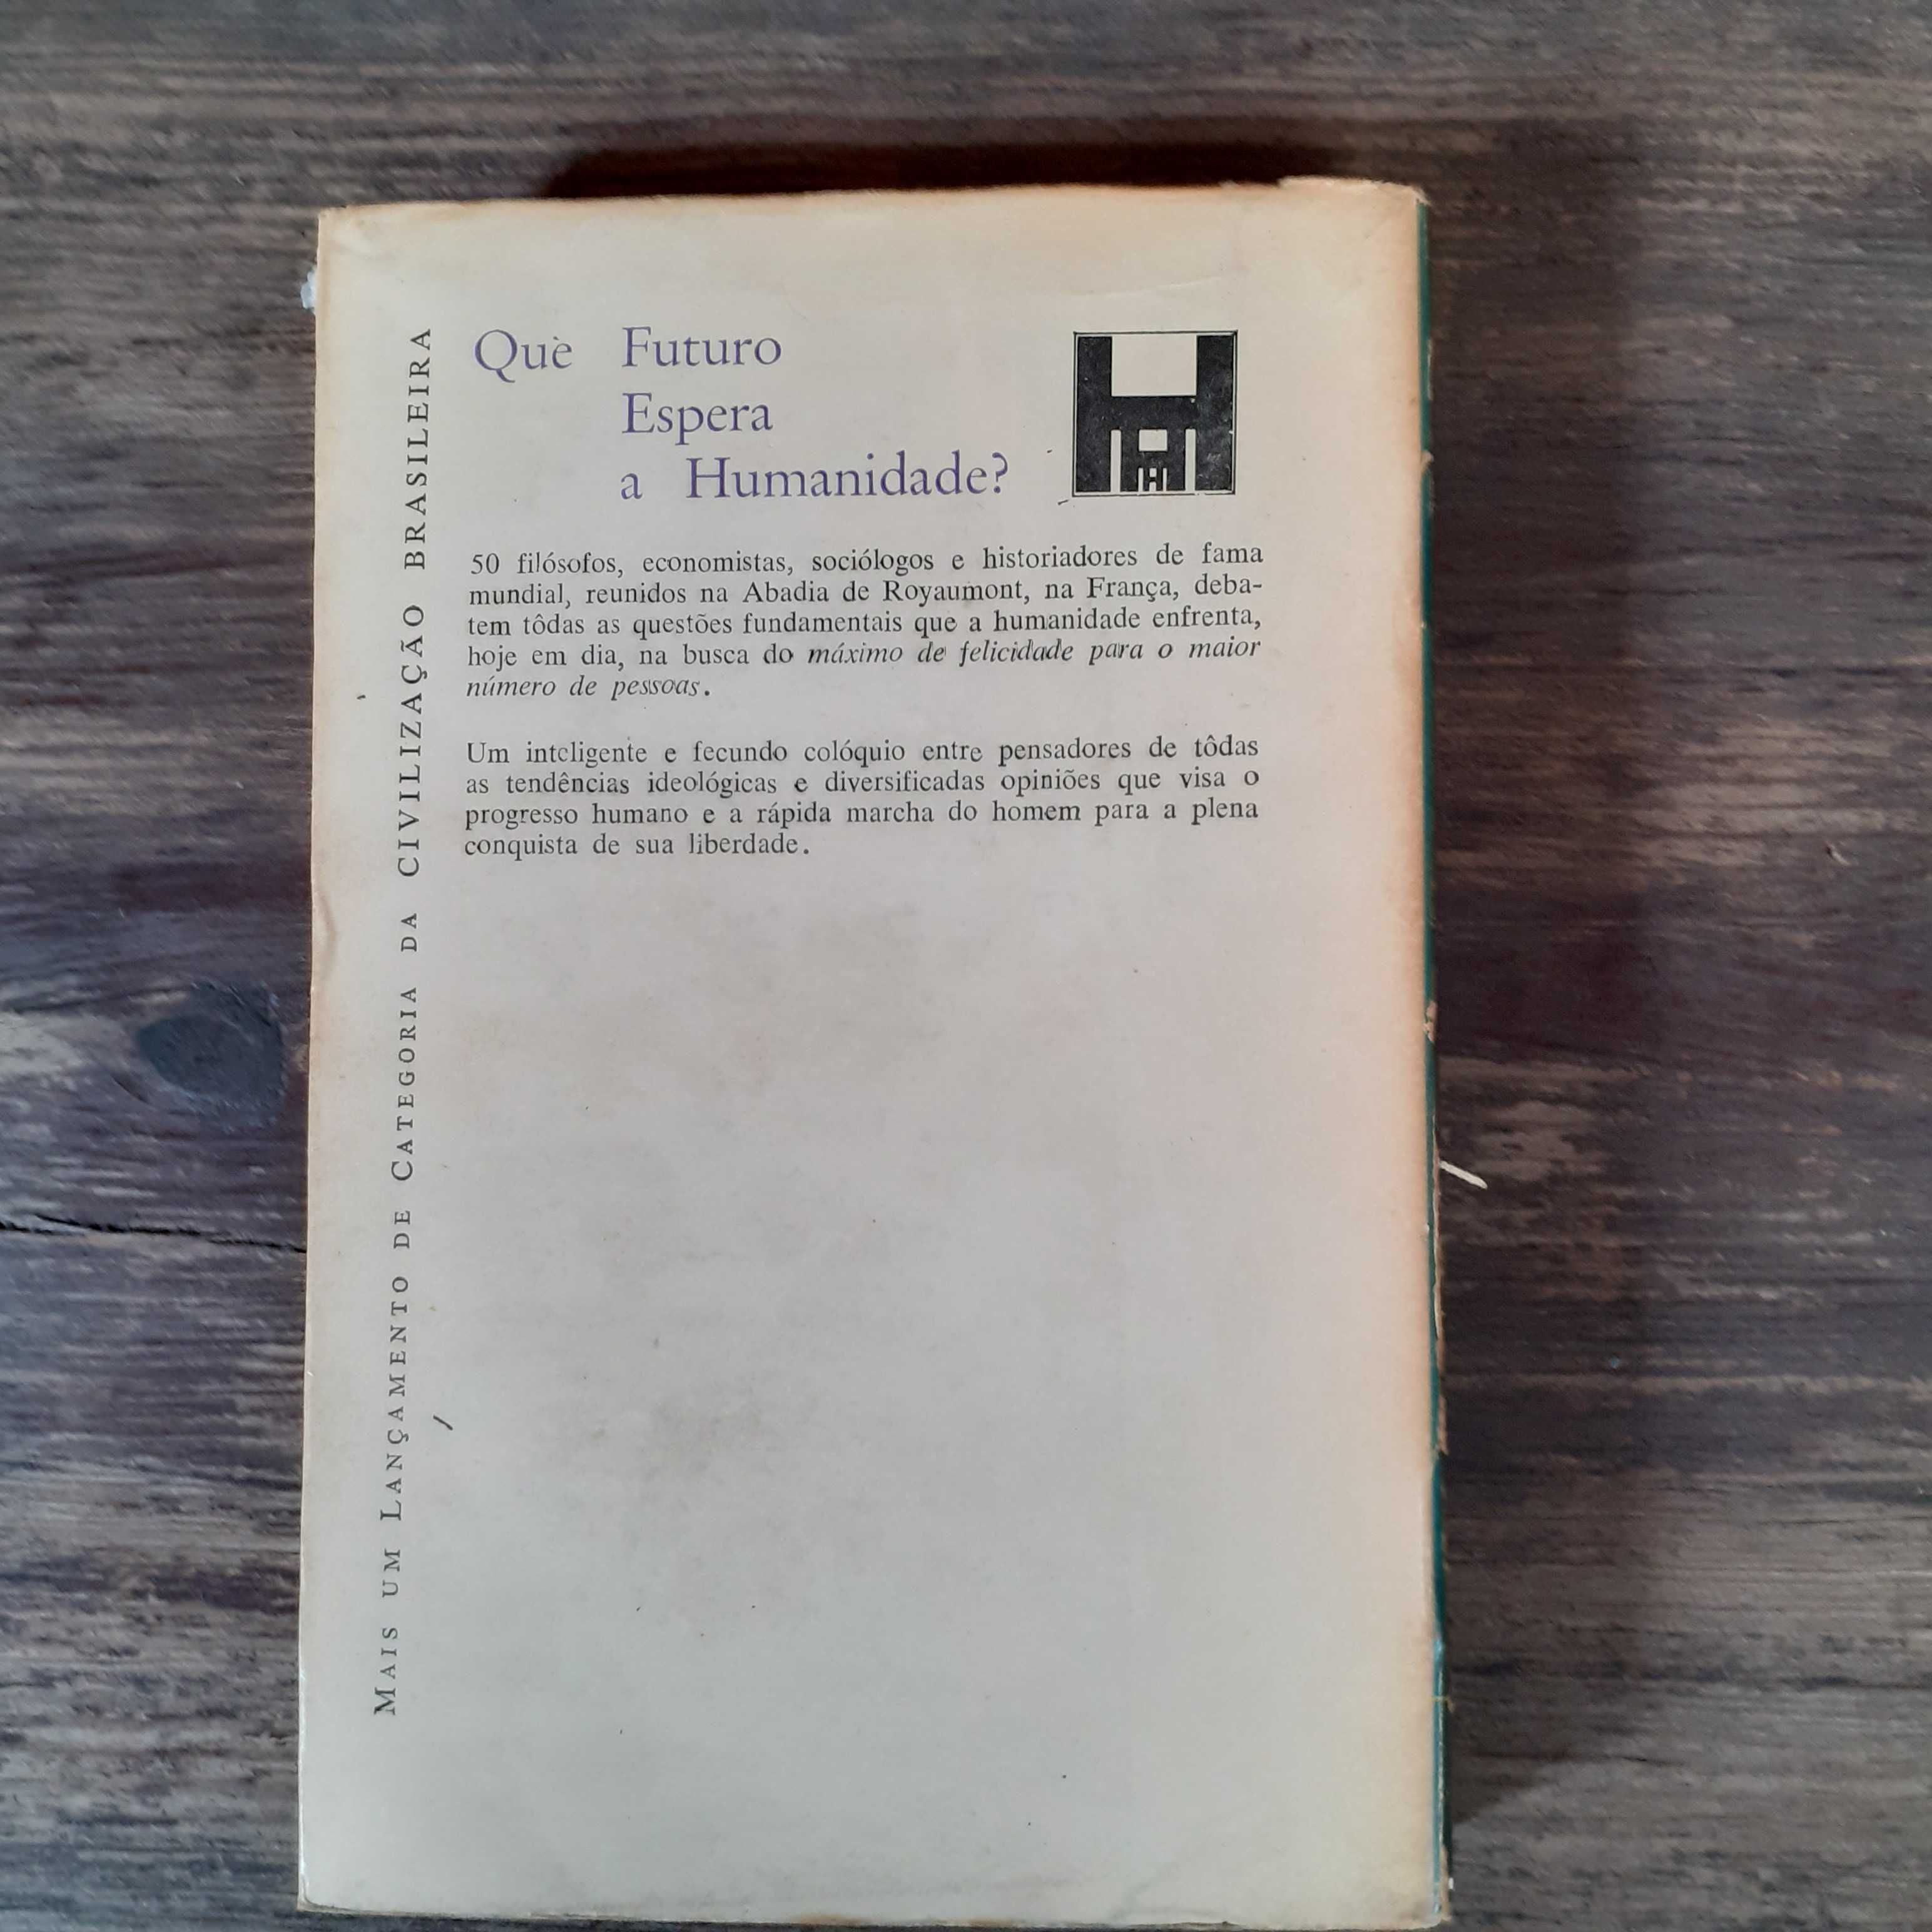 Que Futuro
Espera
a Humanidade?
50 filósofos, economistas, sociólogos e historiadores de fama
mundial, reunidos na Abadia de Royaumont, na França, deba-
tem tôdas as questões fundamentais que a humanidade enfrenta,
hoje em dia, na busca do máximo de felicidade para o maior
número de pessoas.
Um inteligente e fecundo colóquio entre pensadores de tôdas
as tendências ideológicas e diversificadas opiniões que visa o
progresso humano e a rápida marcha do homem para a plena
conquista de sua liberdade.
MAIS UM LANÇAMENTO DE CATEGORIA DA CIVILIZAÇÃO BRASILEIRA